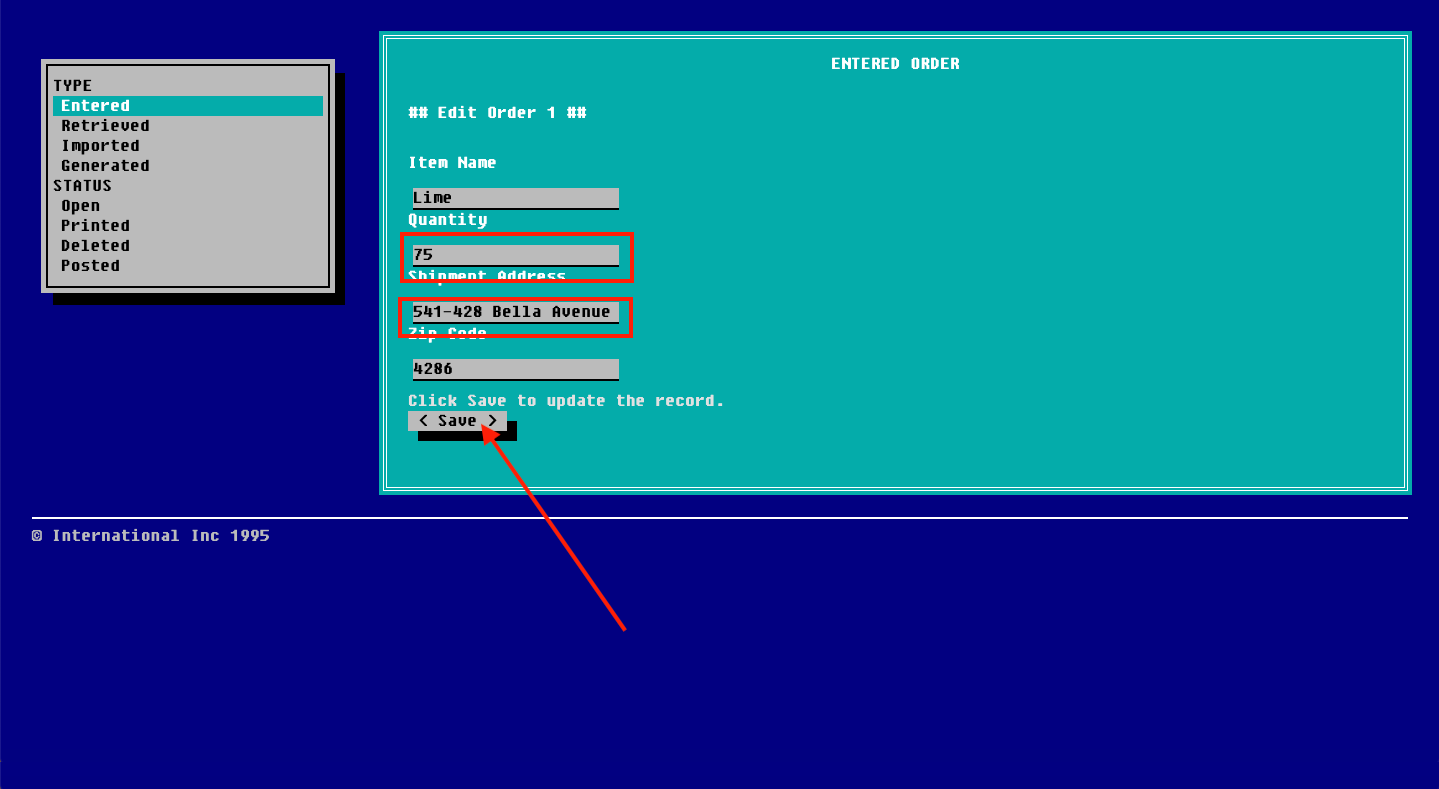 TYPE
Entered
Retrieved
Imported
Generated
STATUS
Open
Printed
Deleted
Posted
ENTERED ORDER
## Edit Order 1 ##
Item Name
Lime
Quantity
75
Shipment Address
541-428 Bella Avenue
Zip Code
4286
Click Save to update the record.
< Save >
© International Inc 1995